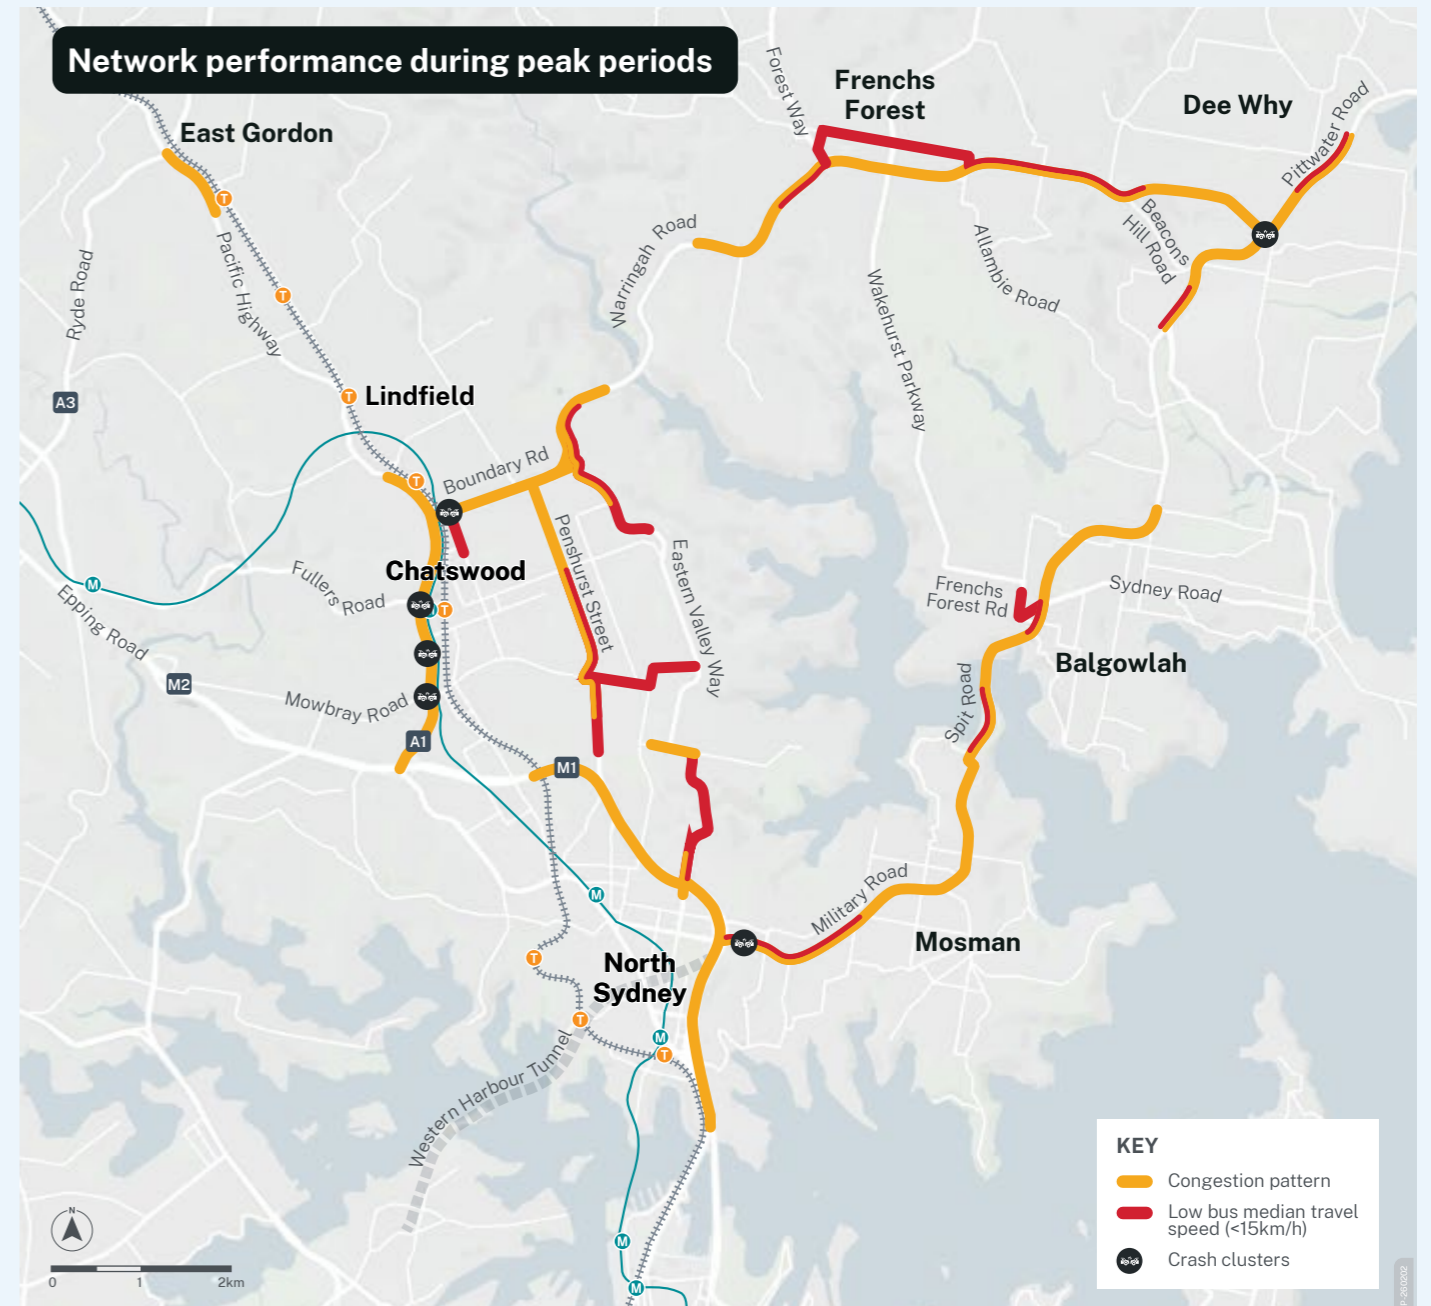 Network performance during peak periods
Forest Way
Frenchs
Forest
Dee Why
Pittwater Road
East Gordon
T
Pacific Highway
Ryde Road
Warringah Road
Beacons
Hill Road
Allambie Road
Wakehurst Parkway
T
T
Lindfield
A3
T
Boundary Rd
Chatswood
Penshurst Street
Eastern Valley Way
Fullers Road
T
M
Epping Road
M2
Mowbray Road
A1
M1
Frenchs
Forest Rd
Sydney Road
Balgowlah
Spit Road
M
Military Road
Mosman
T
North
Sydney
T
M
T
Western Harbour Tunnel
M
M
N
0 1 2km
KEY
Congestion pattern
Low bus median travel
speed (<15km/h)
Crash clusters